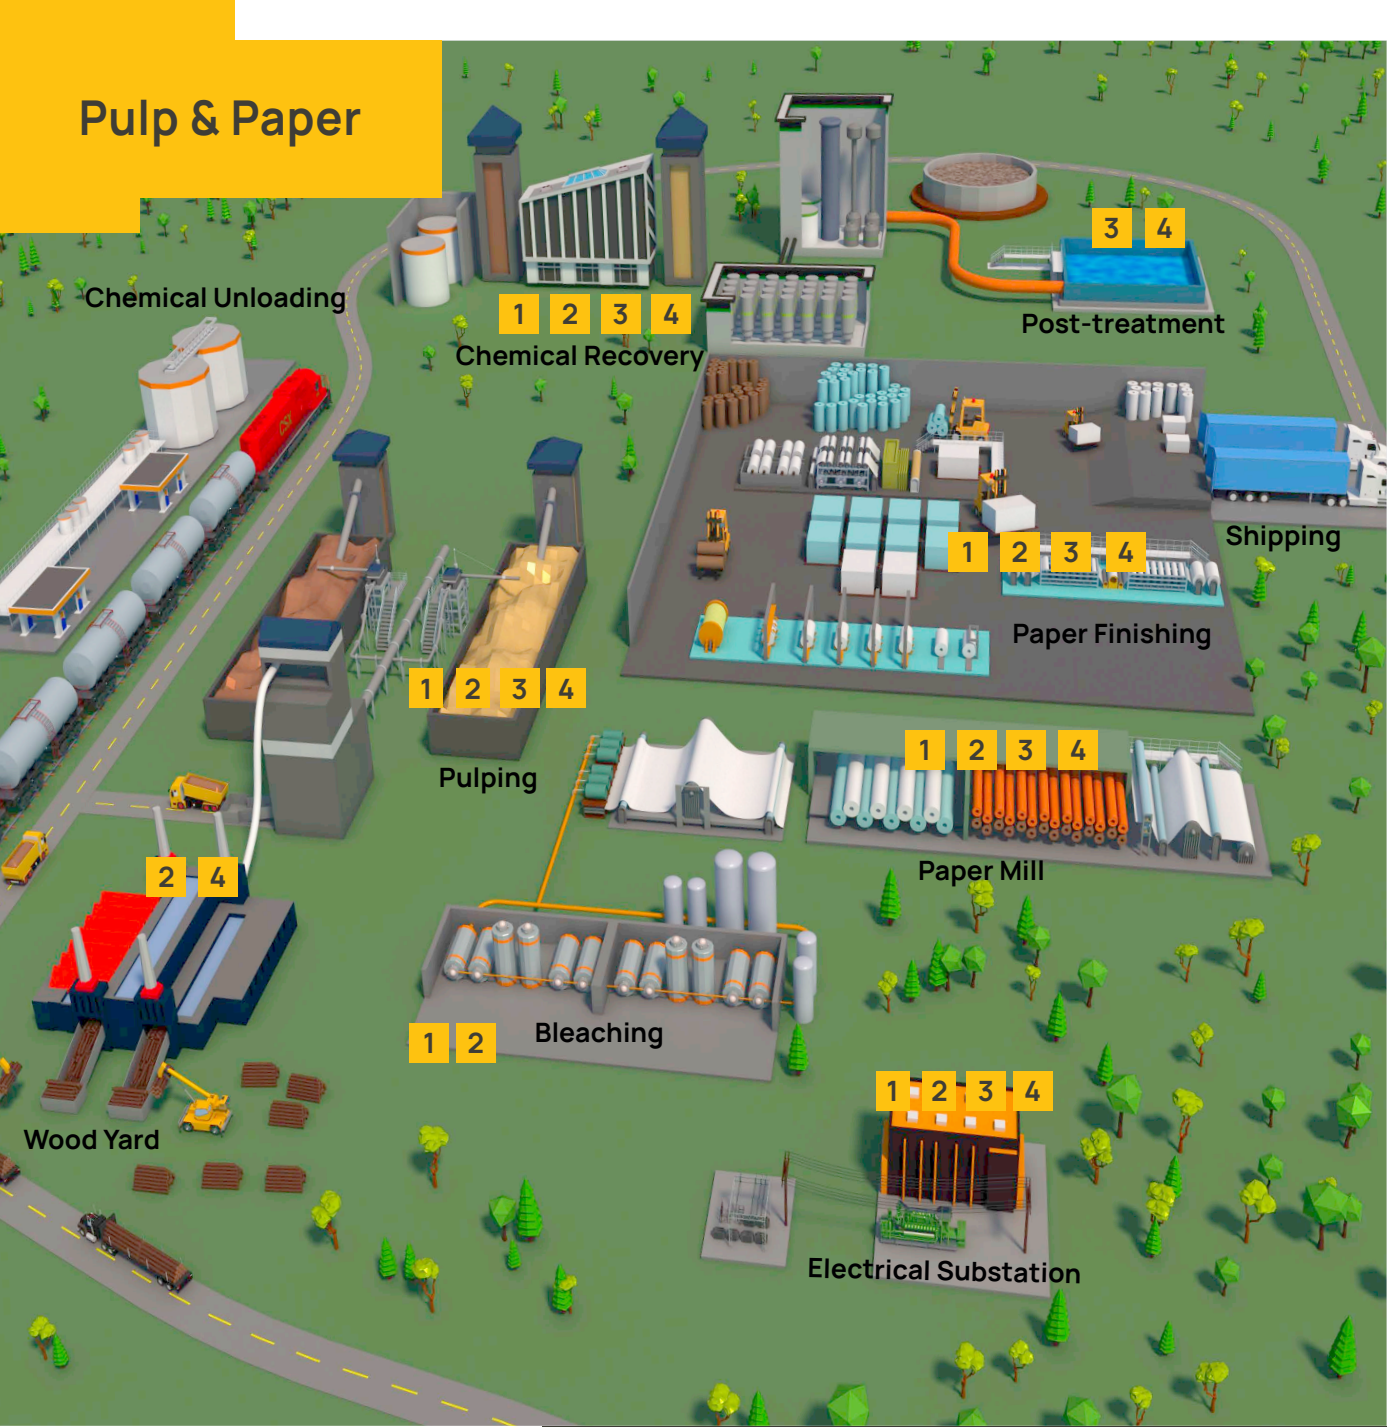 Pulp & Paper
3 4
Chemical Unloading
1 2 3 4
Post-treatment
Chemical Recovery
CSX
Shipping
1 2 3 4
Paper Finishing
1 2 3 4
1 2 3 4
Pulping
Paper Mill
2 4
Bleaching
1 2
1 2 3 4
Wood Yard
Electrical Substation